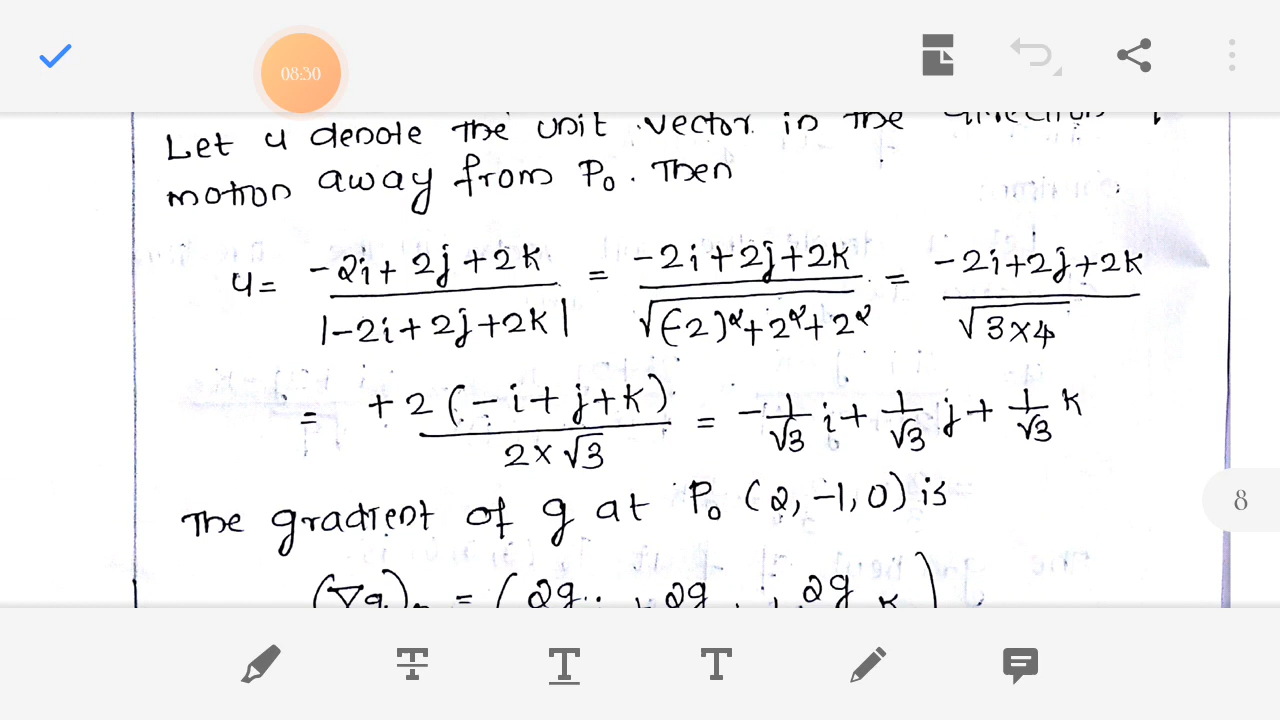 08:30
Let u denote the unit vector in the
motion away from P₀. Then
u = -2i+2j+2k / |-2i+2j+2k| = -2i+2j+2k / √(-2)²+2²+2² = -2i+2j+2k / √3×4
= +2(-i+j+k) / 2×√3 = -1/√3 i + 1/√3 j + 1/√3 k
The gradient of g at P₀ (2,-1,0) is
8
T T T